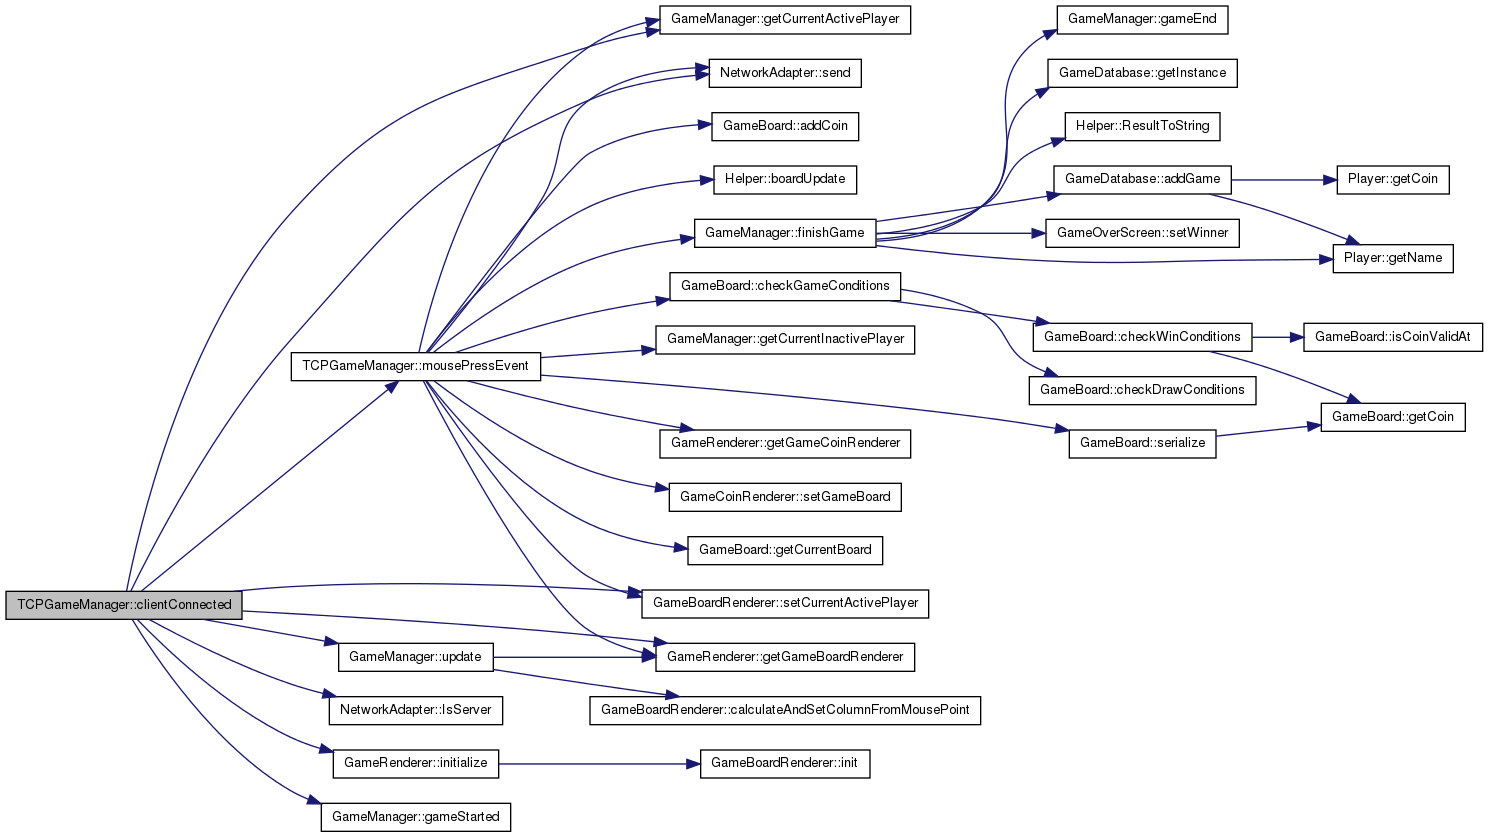 GameManager::getCurrentActivePlayer
GameManager::gameEnd
NetworkAdapter::send
GameDatabase::getInstance
GameBoard::addCoin
Helper::ResultToString
Helper::boardUpdate
GameDatabase::addGame
Player::getCoin
GameManager::finishGame
GameOverScreen::setWinner
Player::getName
GameBoard::checkGameConditions
GameManager::getCurrentInactivePlayer
GameBoard::checkWinConditions
GameBoard::isCoinValidAt
TCPGameManager::mousePressEvent
GameBoard::checkDrawConditions
GameBoard::getCoin
GameRenderer::getGameCoinRenderer
GameBoard::serialize
GameCoinRenderer::setGameBoard
GameBoard::getCurrentBoard
TCPGameManager::clientConnected
GameBoardRenderer::setCurrentActivePlayer
GameManager::update
GameRenderer::getGameBoardRenderer
NetworkAdapter::IsServer
GameBoardRenderer::calculateAndSetColumnFromMousePoint
GameRenderer::initialize
GameBoardRenderer::init
GameManager::gameStarted